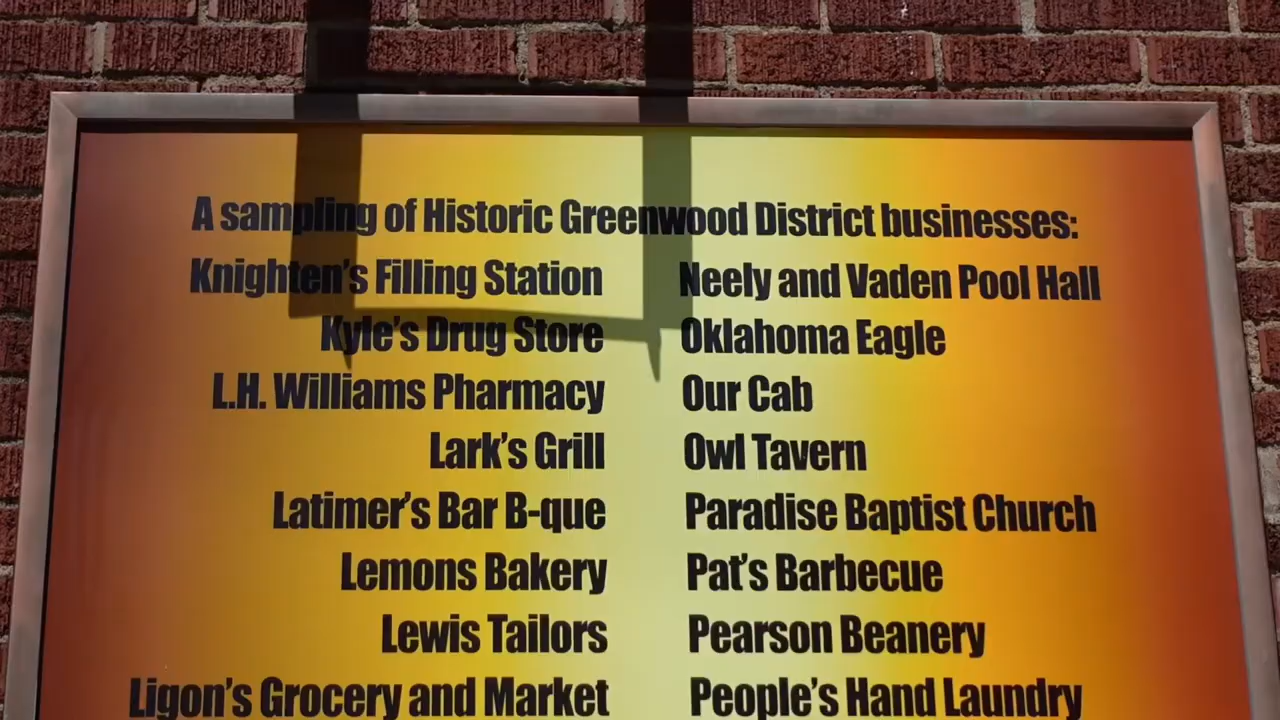 A sampling of Historic Greenwood District businesses:
Knighten's Filling Station
Kyle's Drug Store
L.H. Williams Pharmacy
Lark's Grill
Latimer's Bar B-que
Lemons Bakery
Lewis Tailors
Ligon's Grocery and Market
Neely and Vaden Pool Hall
Oklahoma Eagle
Our Cab
Owl Tavern
Paradise Baptist Church
Pat's Barbecue
Pearson Beanery
People's Hand Laundry